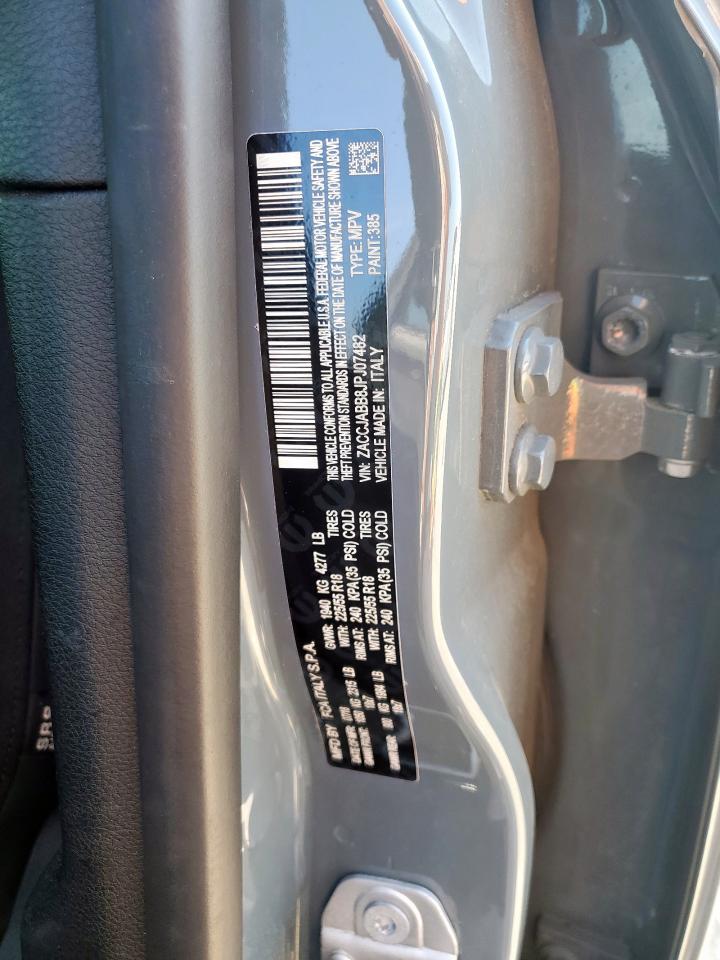 MFD BY FCA ITALY S.P.A. GVWR: 1940 KG 4277 LB
WITH: 225/55 R18 TIRES
RIMS AT: 240 KPA(35 PSI) COLD
WITH: 225/55 R18 TIRES
RIMS AT: 240 KPA(35 PSI) COLD
THIS VEHICLE CONFORMS TO ALL APPLICABLE U.S.A. FEDERAL MOTOR VEHICLE SAFETY AND
THEFT PREVENTION STANDARDS IN EFFECT ON THE DATE OF MANUFACTURE SHOWN ABOVE
VIN: ZACCJABB8JPJ07482 TYPE: MPV
VEHICLE MADE IN: ITALY PAINT: 385
SRS